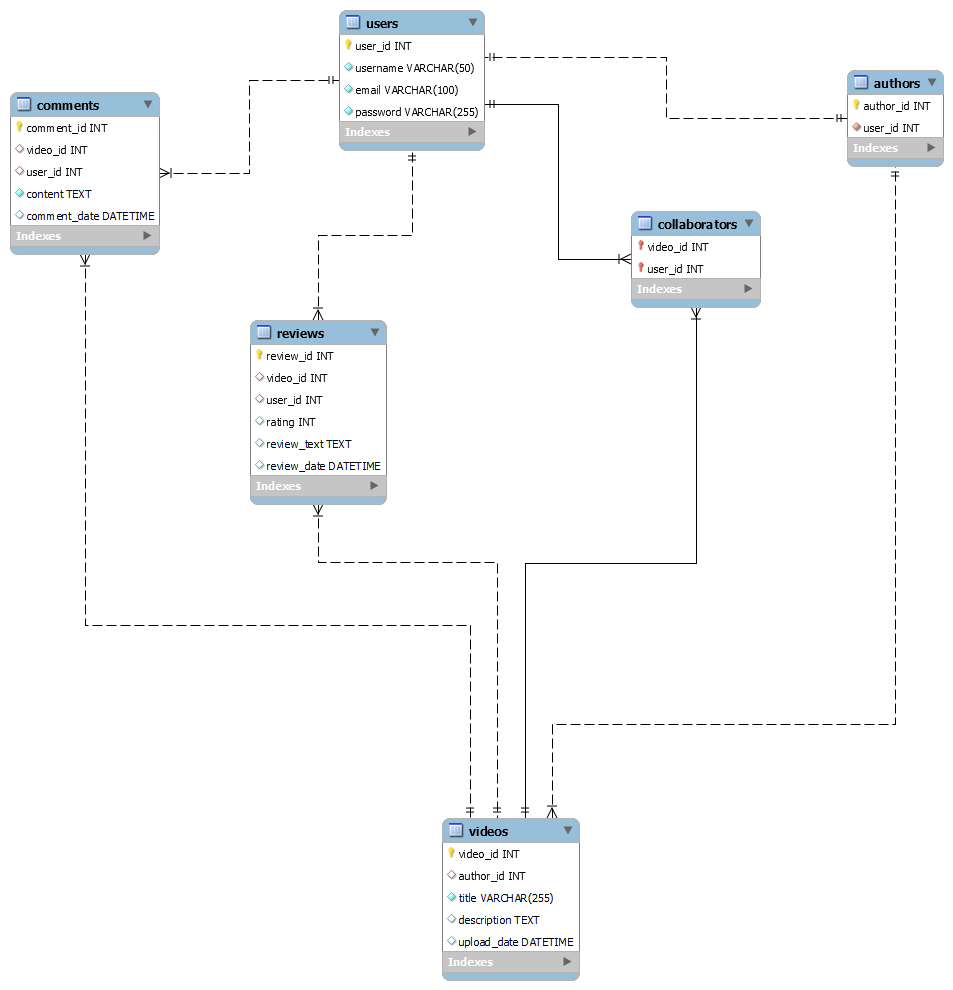 users
user_id INT
username VARCHAR(50)
email VARCHAR(100)
password VARCHAR(255)
Indexes
authors
author_id INT
user_id INT
Indexes
comments
comment_id INT
video_id INT
user_id INT
content TEXT
comment_date DATETIME
Indexes
collaborators
video_id INT
user_id INT
Indexes
reviews
review_id INT
video_id INT
user_id INT
rating INT
review_text TEXT
review_date DATETIME
Indexes
videos
video_id INT
author_id INT
title VARCHAR(255)
description TEXT
upload_date DATETIME
Indexes